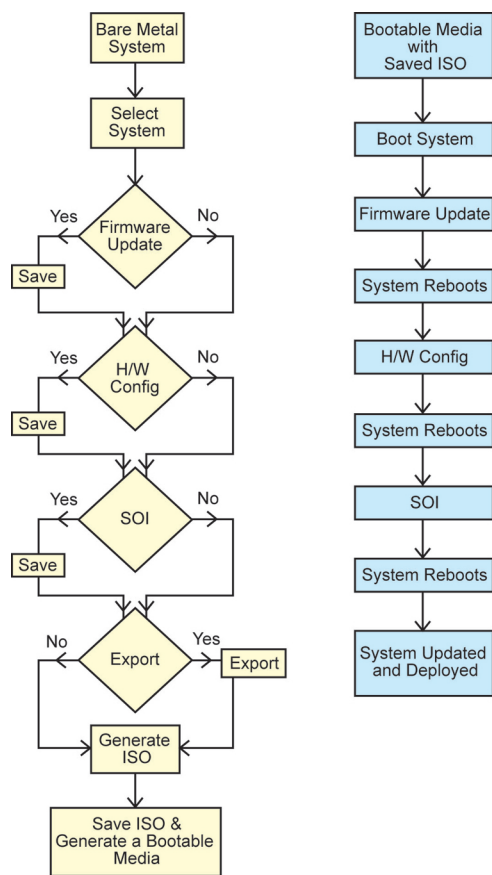 Bare Metal
System
Select
System
Yes
No
Firmware
Update
Save
Yes
No
H/W
Config
Save
Yes
No
SOI
Save
No
Yes
Export
Export
Generate
ISO
Save ISO &
Generate a Bootable
Media
Bootable Media
with
Saved ISO
Boot System
Firmware Update
System Reboots
H/W Config
System Reboots
SOI
System Reboots
System Updated
and Deployed